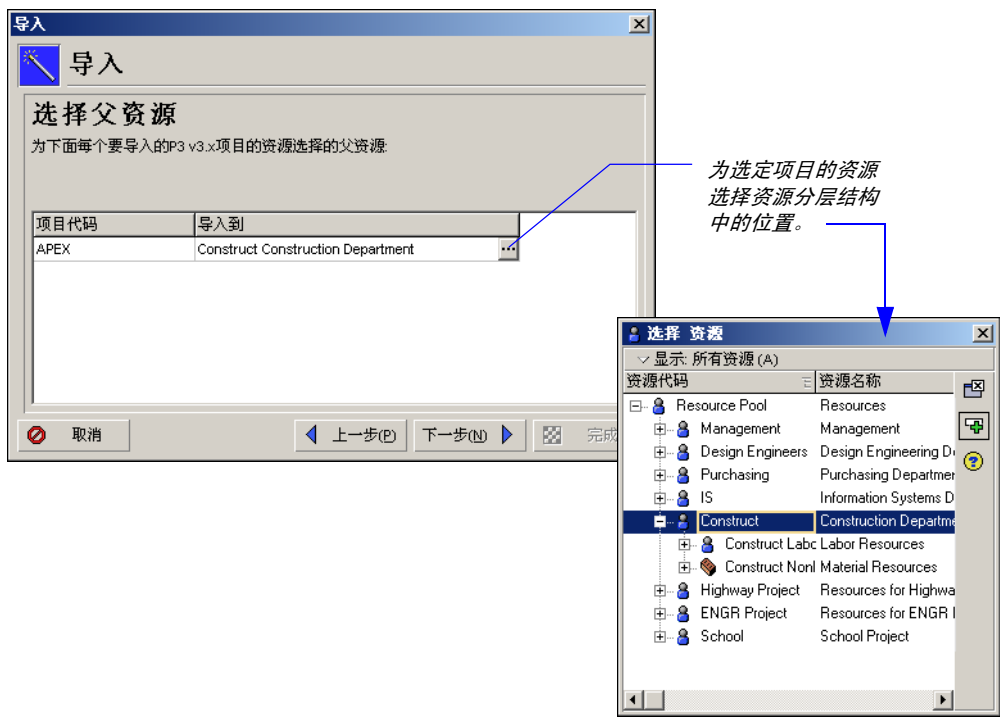 导入
导入
选择父资源
为下面每个要导入的P3 v3.x项目的资源选择的父资源:
项目代码 导入到
APEX Construct Construction Department
取消 上一步(P) 下一步(N) 完成
为选定项目的资源
选择资源分层结构
中的位置。
选择 资源
显示: 所有资源 (A)
资源代码 资源名称
Resource Pool Resources
Management Management
Design Engineers Design Engineering D
Purchasing Purchasing Departmer
IS Information Systems D
Construct Construction Departme
Construct Labc Labor Resources
Construct Nonl Material Resources
Highway Project Resources for Highwa
ENGR Project Resources for ENGR
School School Project